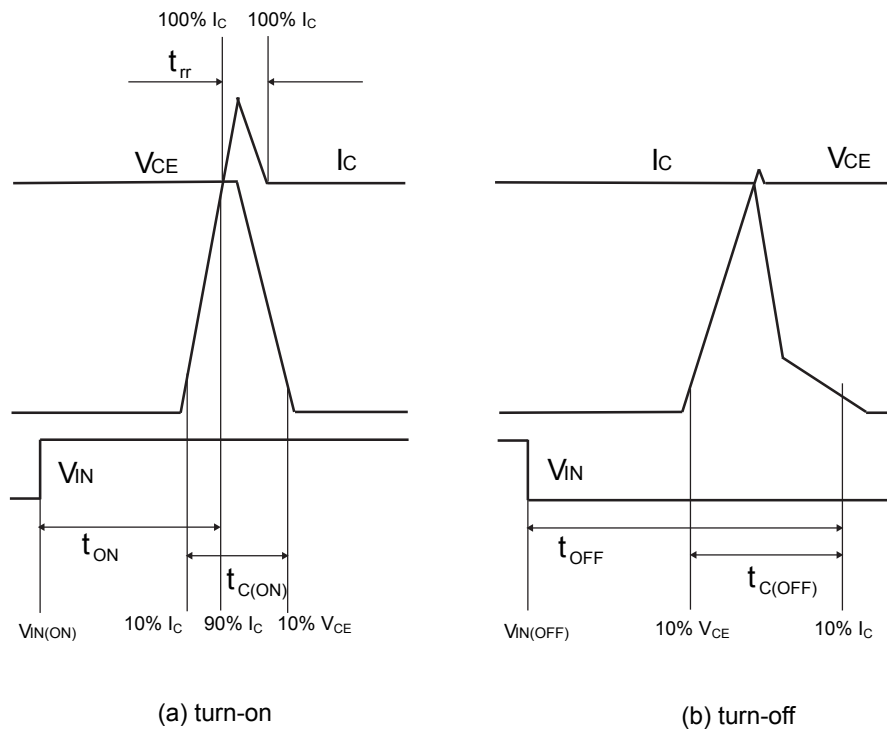 100% IC 100% IC
trr
VCE IC
IC VCE
VIN
VIN
tON
tOFF
tC(ON)
tC(OFF)
VIN(ON) 10% IC 90% IC 10% VCE
VIN(OFF) 10% VCE 10% IC
(a) turn-on
(b) turn-off